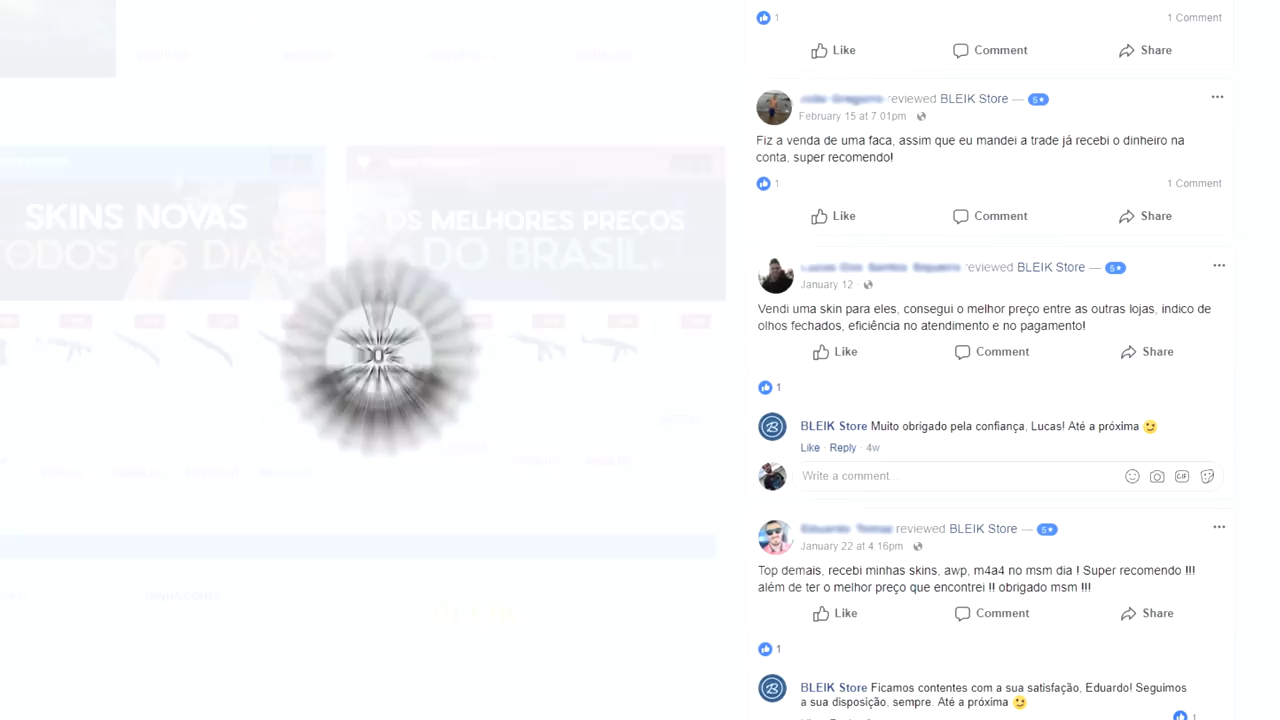 SKINS NOVAS
TODOS OS DIAS
OS MELHORES PREÇOS
DO BRASIL.
1
1 Comment
Like
Comment
Share
reviewed BLEIK Store — 5★
February 15 at 7:01pm
Fiz a venda de uma faca, assim que eu mandei a trade já recebi o dinheiro na
conta, super recomendo!
1
1 Comment
Like
Comment
Share
reviewed BLEIK Store — 5★
January 12
Vendi uma skin para eles, consegui o melhor preço entre as outras lojas, indico de
olhos fechados, eficiência no atendimento e no pagamento!
Like
Comment
Share
1
BLEIK Store Muito obrigado pela confiança, Lucas! Até a próxima
Like · Reply · 4w
Write a comment...
GIF
reviewed BLEIK Store — 5★
January 22 at 4:16pm
Top demais, recebi minhas skins, awp, m4a4 no msm dia ! Super recomendo !!!
além de ter o melhor preço que encontrei !! obrigado msm !!!
Like
Comment
Share
1
BLEIK Store Ficamos contentes com a sua satisfação, Eduardo! Seguimos
a sua disposição, sempre. Até a próxima
1